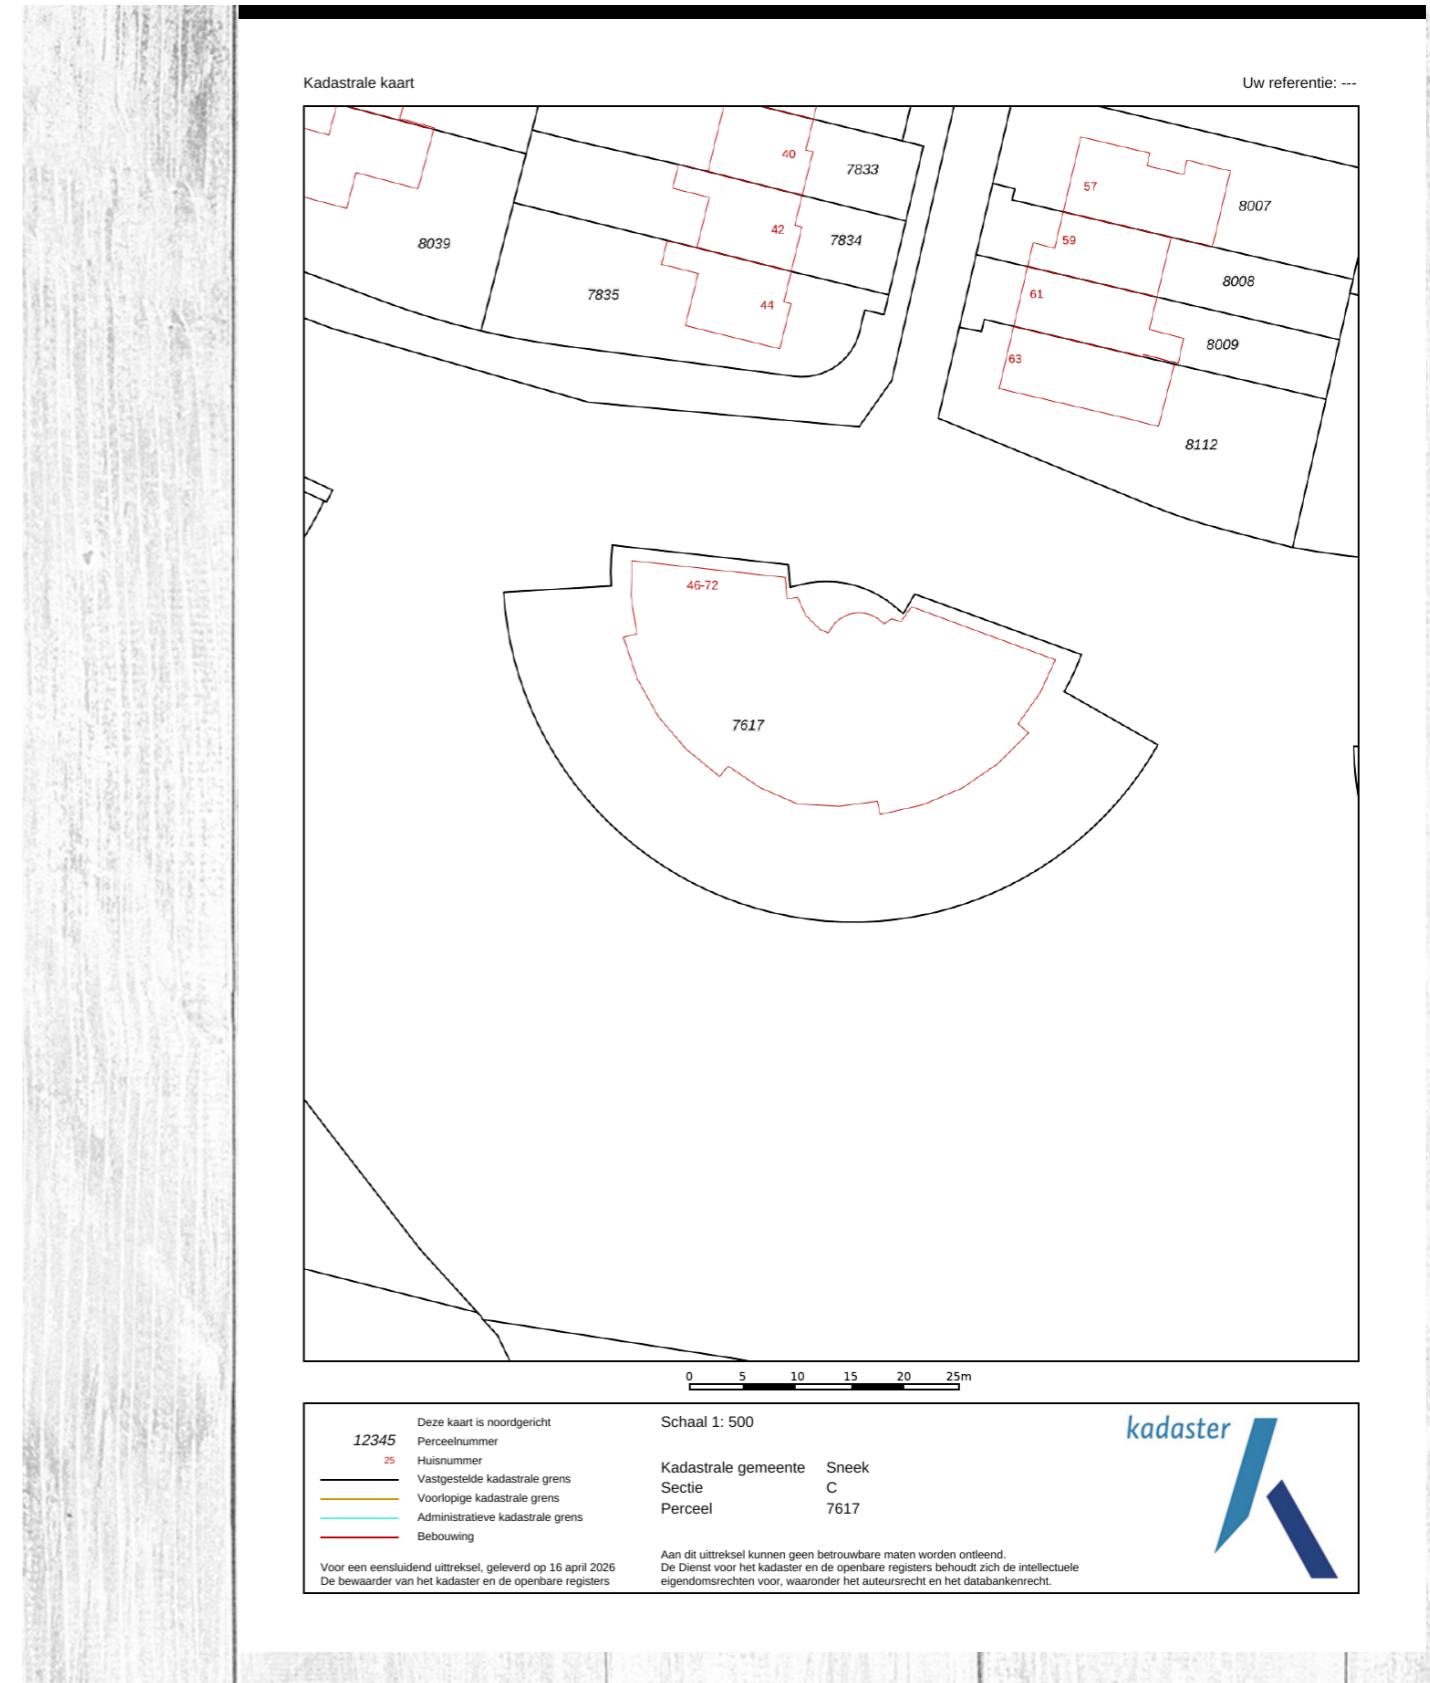 Kadastrale kaart
Uw referentie: ---
40
7833
57
8007
42
7834
59
8039
8008
7835
61
44
8009
63
8112
46-72
7617
0 5 10 15 20 25m
Deze kaart is noordgericht
12345 Perceelnummer
25 Huisnummer
Vastgestelde kadastrale grens
Voorlopige kadastrale grens
Administratieve kadastrale grens
Bebouwing
Voor een eensluidend uittreksel, geleverd op 16 april 2026
De bewaarder van het kadaster en de openbare registers
Schaal 1: 500
Kadastrale gemeente Sneek
Sectie C
Perceel 7617
Aan dit uittreksel kunnen geen betrouwbare maten worden ontleend.
De Dienst voor het kadaster en de openbare registers behoudt zich de intellectuele
eigendomsrechten voor, waaronder het auteursrecht en het databankenrecht.
kadaster